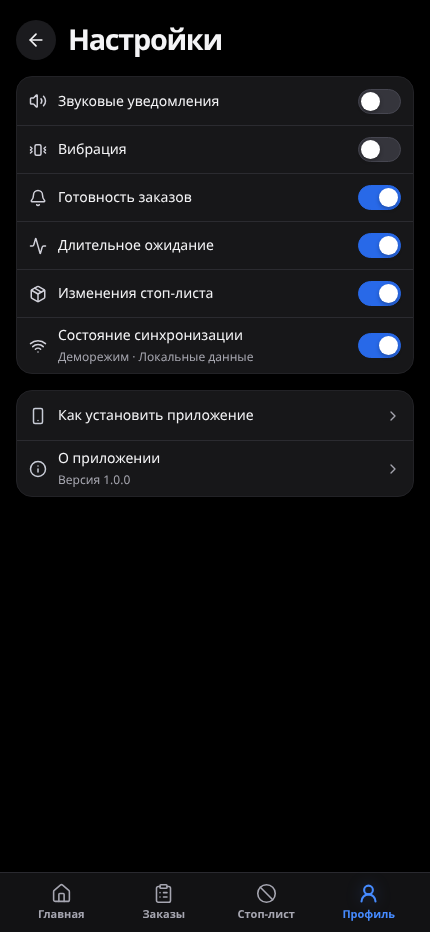 Настройки
Звуковые уведомления
Вибрация
Готовность заказов
Длительное ожидание
Изменения стоп-листа
Состояние синхронизации
Деморежим · Локальные данные
Как установить приложение
О приложении
Версия 1.0.0
Главная
Заказы
Стоп-лист
Профиль